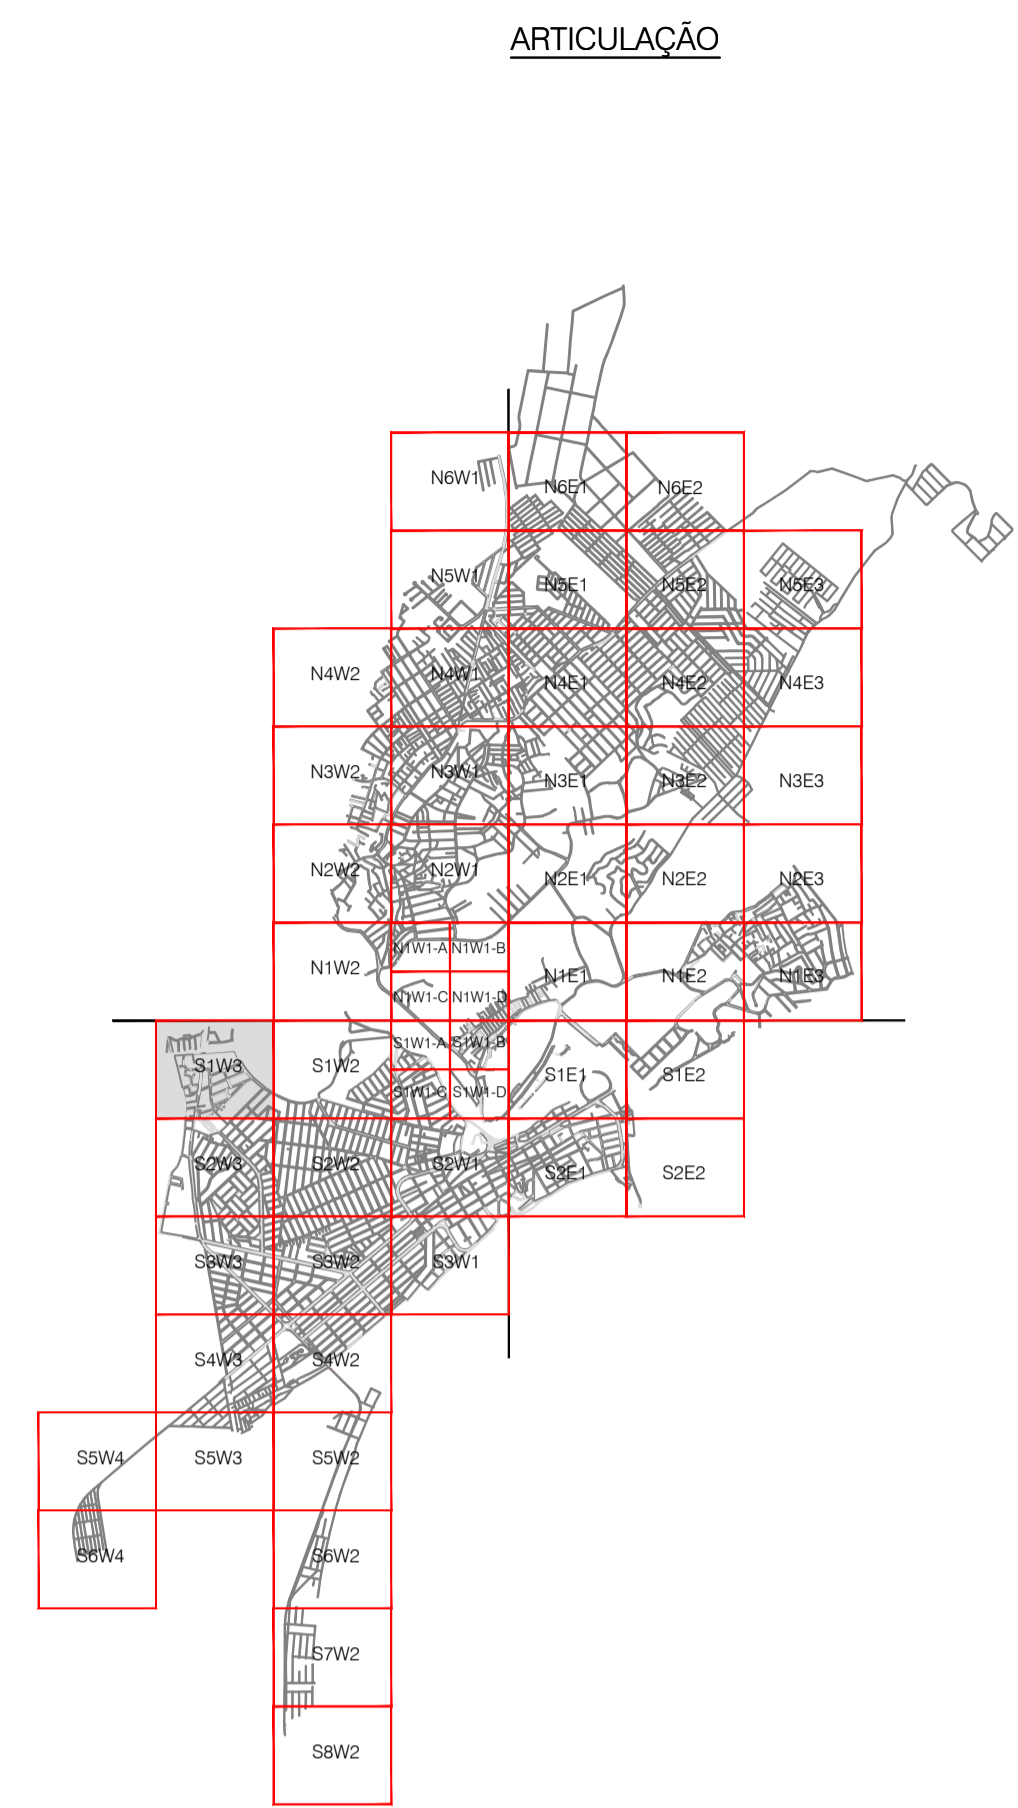 ARTICULAÇÃO
N6W1 N6E1 N6E2
N5W1 N5E1 N5E2 N5E3
N4W2 N4W1 N4E1 N4E2 N4E3
N3W2 N3W1 N3E1 N3E2 N3E3
N2W2 N2W1 N2E1 N2E2 N2E3
N1W1-A N1W1-B
N1W2 N1E1 N1E2 N1E3
N1W1-C N1W1-D
S1W1-A S1W1-B
S1W3 S1W2 S1E1 S1E2
S1W1-C S1W1-D
S2W3 S2W2 S2W1 S2E1 S2E2
S3W3 S3W2 S3W1
S4W3 S4W2
S5W4 S5W3 S5W2
S6W4 S6W2
S7W2
S8W2